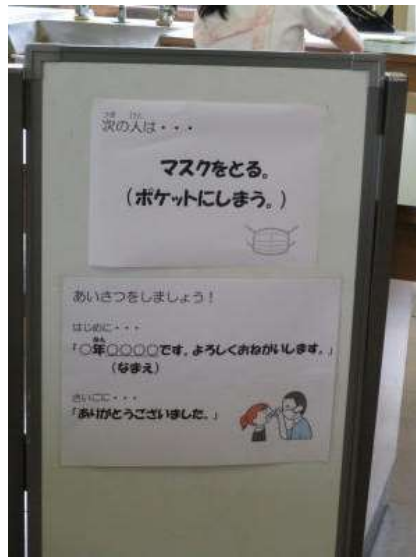 次の人は・・・
マスクをとる。
(ポケットにしまう。)
あいさつをしましょう！
はじめに・・・
「○年○○○○です。よろしくおねがいします。」
(なまえ)
さいごに・・・
「ありがとうございました。」